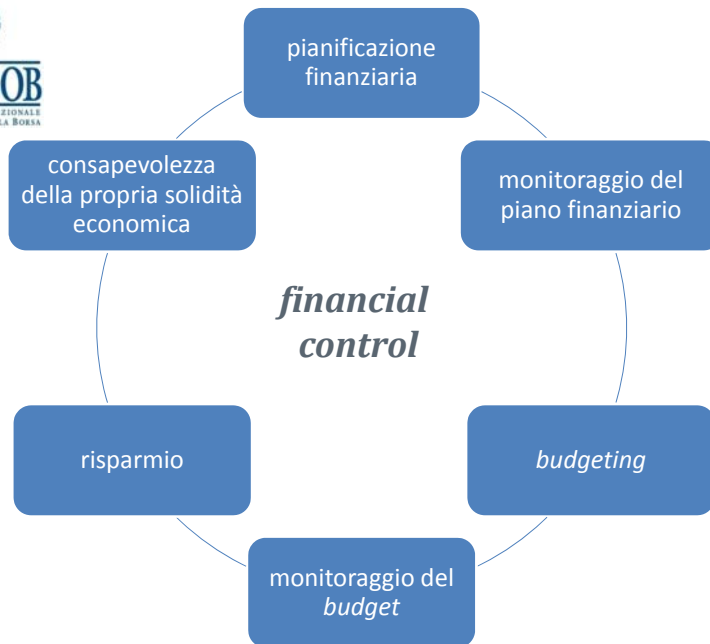 OB
ZIONALE
LA BORSA
pianificazione
finanziaria
consapevolezza
della propria solidità
economica
monitoraggio del
piano finanziario
financial
control
risparmio
budgeting
monitoraggio del
budget